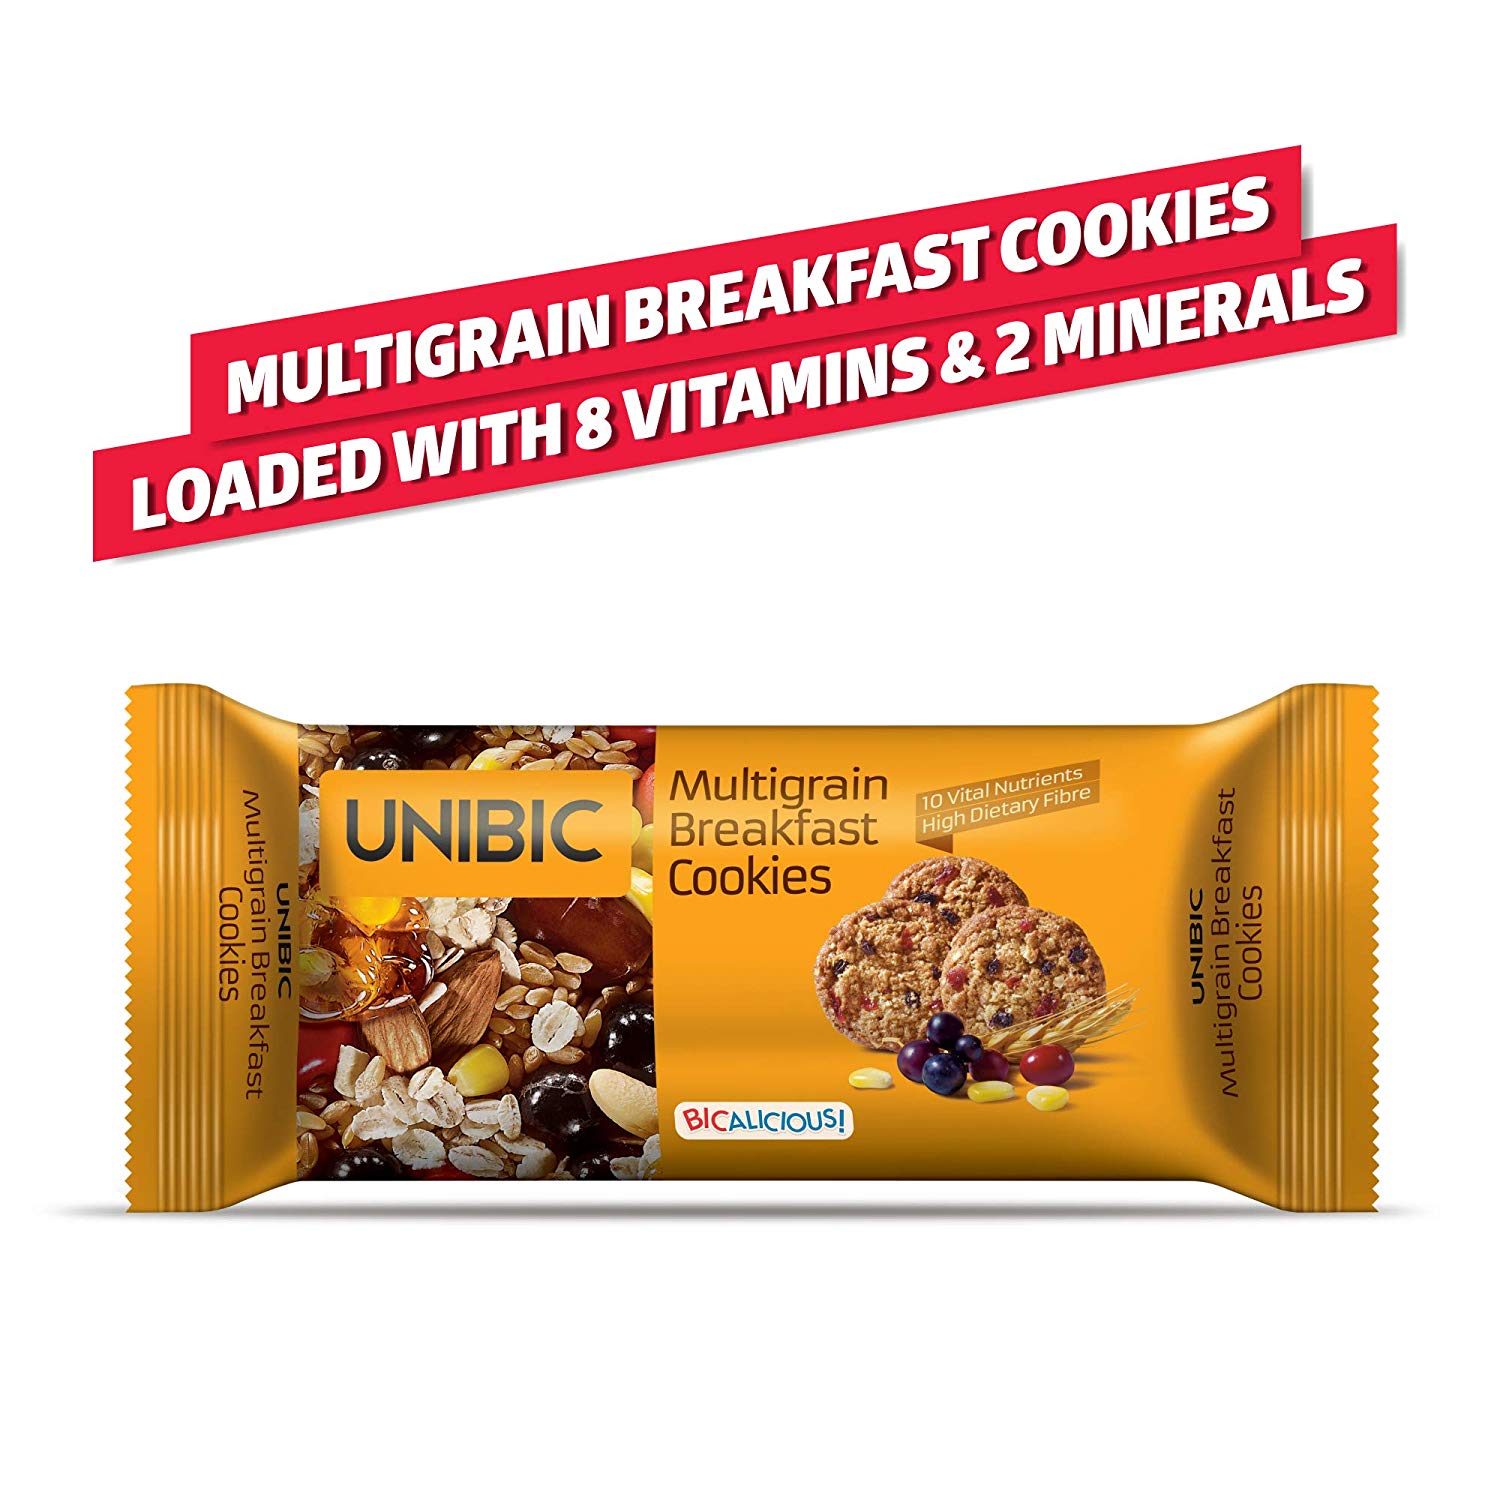 MULTIGRAIN BREAKFAST COOKIES
LOADED WITH 8 VITAMINS & 2 MINERALS
UNIBIC
Multigrain
Breakfast
Cookies
10 Vital Nutrients
High Dietary Fibre
BICALICIOUS!
UNIBIC
Multigrain Breakfast
Cookies
UNIBIC
Multigrain Breakfast
Cookies